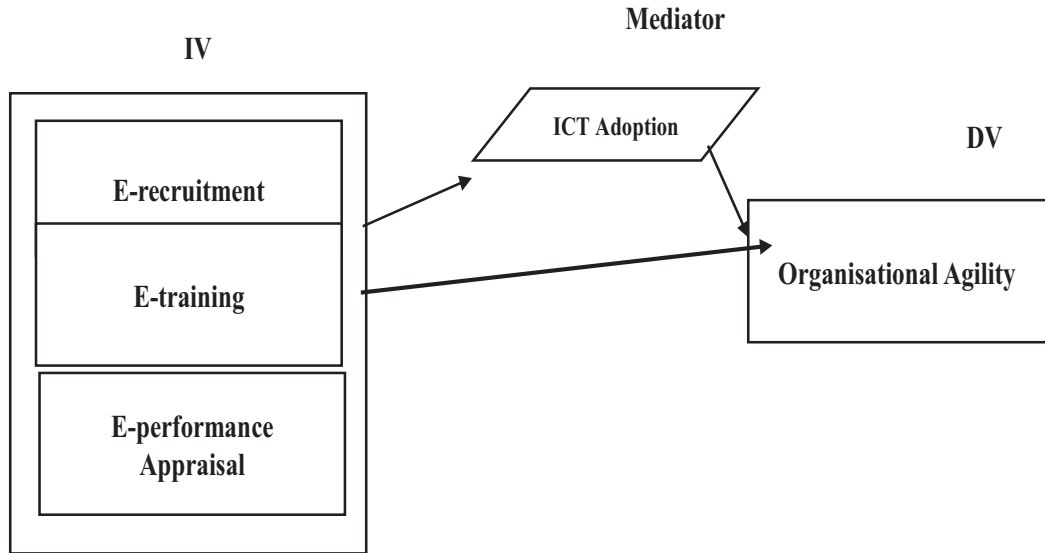 Mediator
IV
ICT Adoption
DV
E-recruitment
E-training
Organisational Agility
E-performance
Appraisal